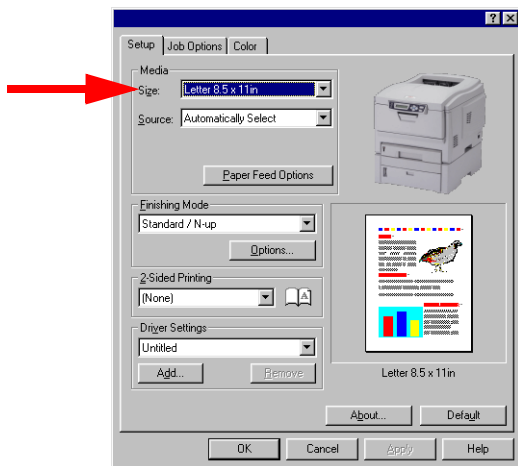 Setup Job Options Color
Media
Size: Letter 8.5 x 11in
Source: Automatically Select
Paper Feed Options
Finishing Mode
Standard / N-up
Options...
2-Sided Printing
(None)
A
Driver Settings
Untitled
Add... Remove
Letter 8.5 x 11in
About... Default
OK Cancel Apply Help